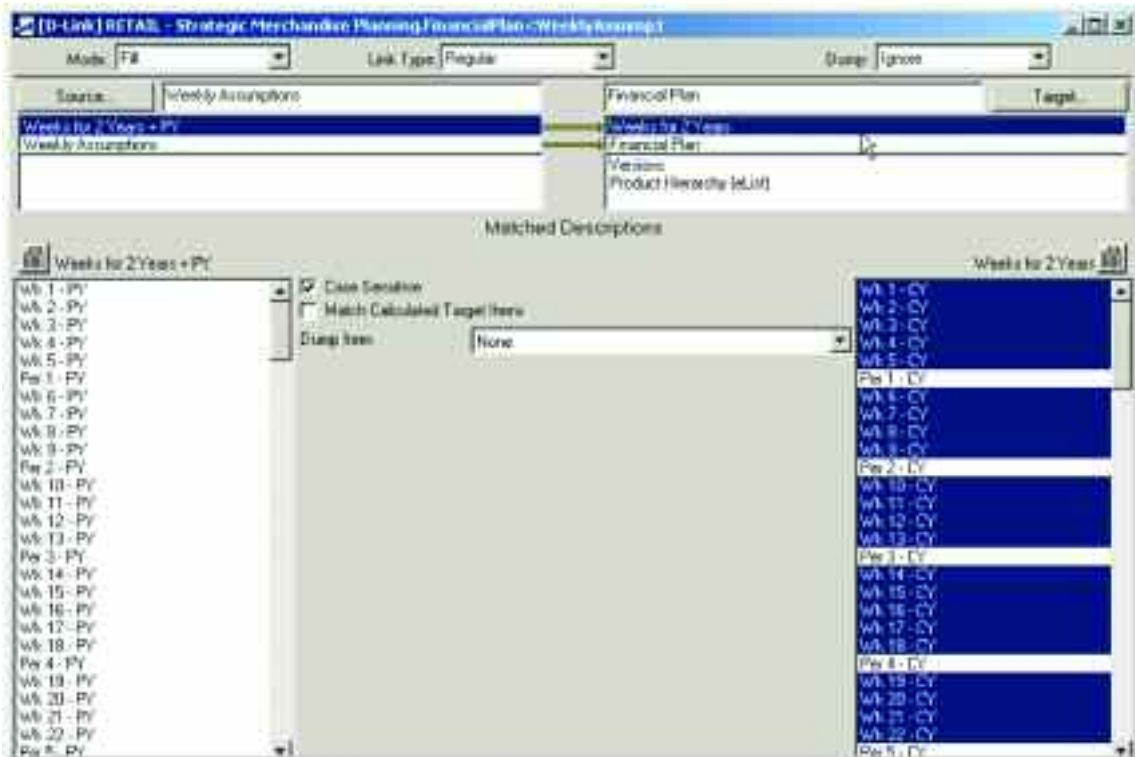 [D-Link] RETAIL - Strategic Merchandise Planning.FinancialPlan <WeeklyAssump>
Mode: Fill Link Type: Regular Dump: Ignore
Source... Weekly Assumptions Financial Plan Target...
Weeks for 2 Years + PY Weeks for 2 Years
Weekly Assumptions Financial Plan
Versions
Product Hierarchy {eList}
Matched Descriptions
Weeks for 2 Years + PY Weeks for 2 Years
Wk 1 - PY Case Sensitive Wk 1 - CY
Wk 2 - PY Match Calculated Target Items Wk 2 - CY
Wk 3 - PY Wk 3 - CY
Wk 4 - PY Dump Item None Wk 4 - CY
Wk 5 - PY Wk 5 - CY
Per 1 - PY Per 1 - CY
Wk 6 - PY Wk 6 - CY
Wk 7 - PY Wk 7 - CY
Wk 8 - PY Wk 8 - CY
Wk 9 - PY Wk 9 - CY
Per 2 - PY Per 2 - CY
Wk 10 - PY Wk 10 - CY
Wk 11 - PY Wk 11 - CY
Wk 12 - PY Wk 12 - CY
Wk 13 - PY Wk 13 - CY
Per 3 - PY Per 3 - CY
Wk 14 - PY Wk 14 - CY
Wk 15 - PY Wk 15 - CY
Wk 16 - PY Wk 16 - CY
Wk 17 - PY Wk 17 - CY
Wk 18 - PY Wk 18 - CY
Per 4 - PY Per 4 - CY
Wk 19 - PY Wk 19 - CY
Wk 20 - PY Wk 20 - CY
Wk 21 - PY Wk 21 - CY
Wk 22 - PY Wk 22 - CY
Per 5 - PY Per 5 - CY